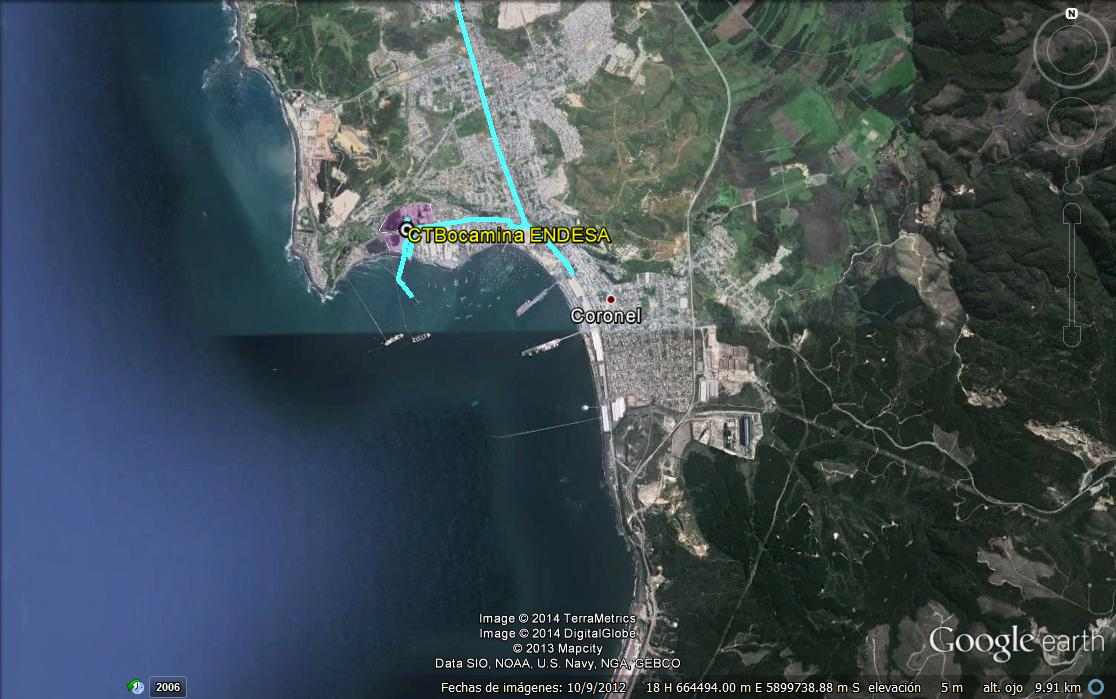 N
CTBocamina ENDESA
Coronel
Image © 2014 TerraMetrics
Image © 2014 DigitalGlobe
© 2013 Mapcity
Data SIO, NOAA, U.S. Navy, NGA, GEBCO
Google earth
2006
Fechas de imágenes: 10/9/2012 18 H 664494.00 m E 5899738.88 m S elevación 5 m alt. ojo 9.91 km